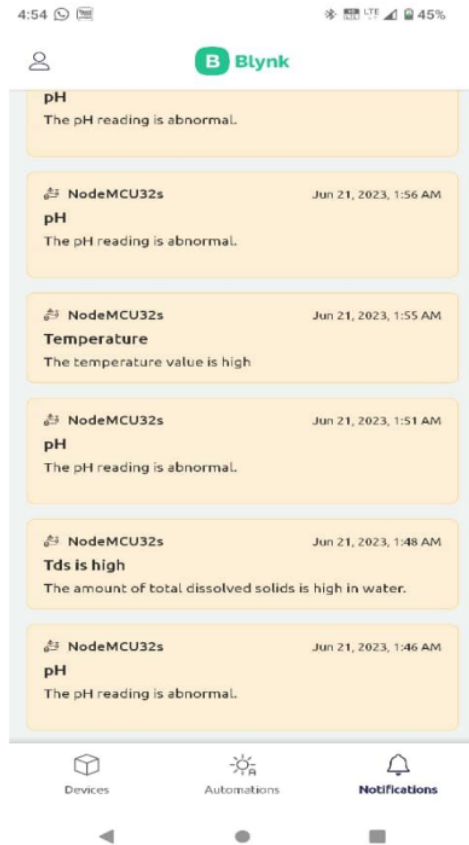 4:54 45%
LTE
B Blynk
pH
The pH reading is abnormal.
NodeMCU32s Jun 21, 2023, 1:56 AM
pH
The pH reading is abnormal.
NodeMCU32s Jun 21, 2023, 1:55 AM
Temperature
The temperature value is high
NodeMCU32s Jun 21, 2023, 1:51 AM
pH
The pH reading is abnormal.
NodeMCU32s Jun 21, 2023, 1:48 AM
Tds is high
The amount of total dissolved solids is high in water.
NodeMCU32s Jun 21, 2023, 1:46 AM
pH
The pH reading is abnormal.
Devices Automations Notifications